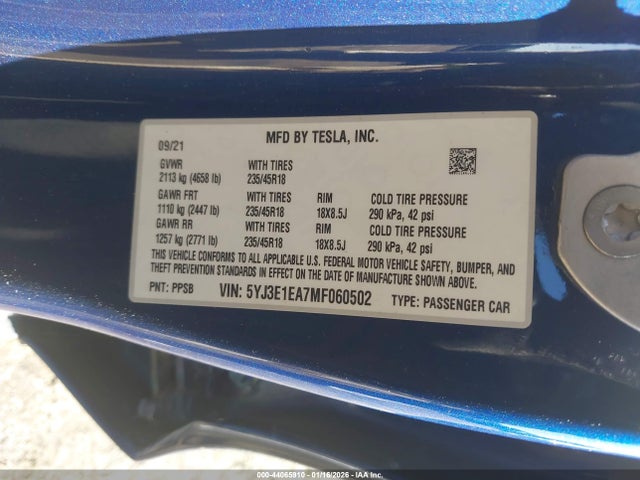 MFD BY TESLA, INC.
09/21
GVWR WITH TIRES
2113 kg (4658 lb) 235/45R18
GAWR FRT WITH TIRES RIM COLD TIRE PRESSURE
1110 kg (2447 lb) 235/45R18 18X8.5J 290 kPa, 42 psi
GAWR RR WITH TIRES RIM COLD TIRE PRESSURE
1257 kg (2771 lb) 235/45R18 18X8.5J 290 kPa, 42 psi
THIS VEHICLE CONFORMS TO ALL APPLICABLE U.S. FEDERAL MOTOR VEHICLE SAFETY, BUMPER, AND
THEFT PREVENTION STANDARDS IN EFFECT ON THE DATE OF MANUFACTURE SHOWN ABOVE.
PNT: PPSB VIN: 5YJ3E1EA7MF060502 TYPE: PASSENGER CAR
000-44065910 - 01/16/2026 - IAA Inc.